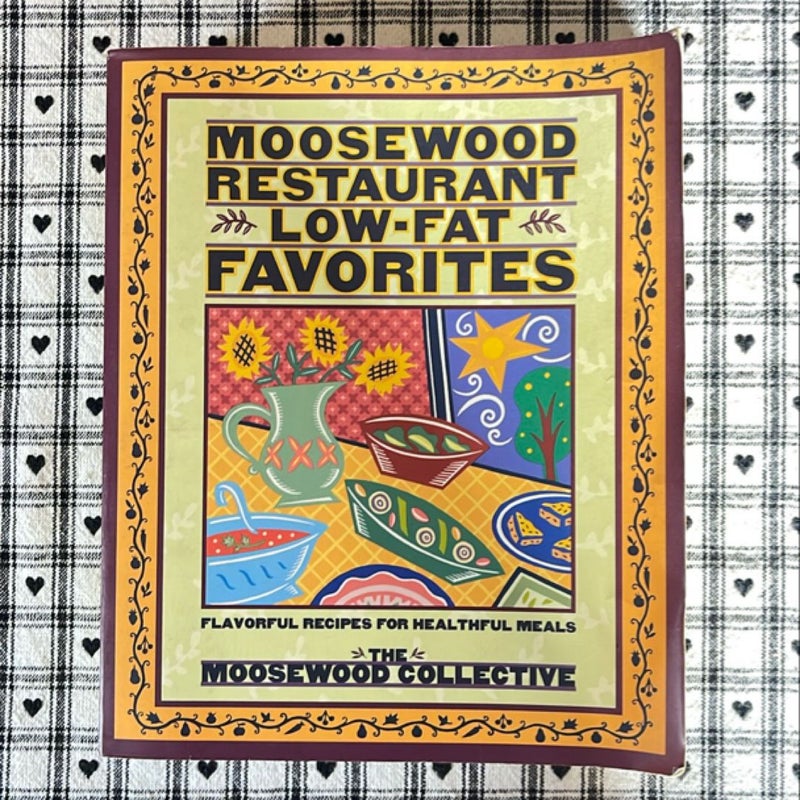 MOOSEWOOD
RESTAURANT
LOW-FAT
FAVORITES
FLAVORFUL RECIPES FOR HEALTHFUL MEALS
THE
MOOSEWOOD COLLECTIVE